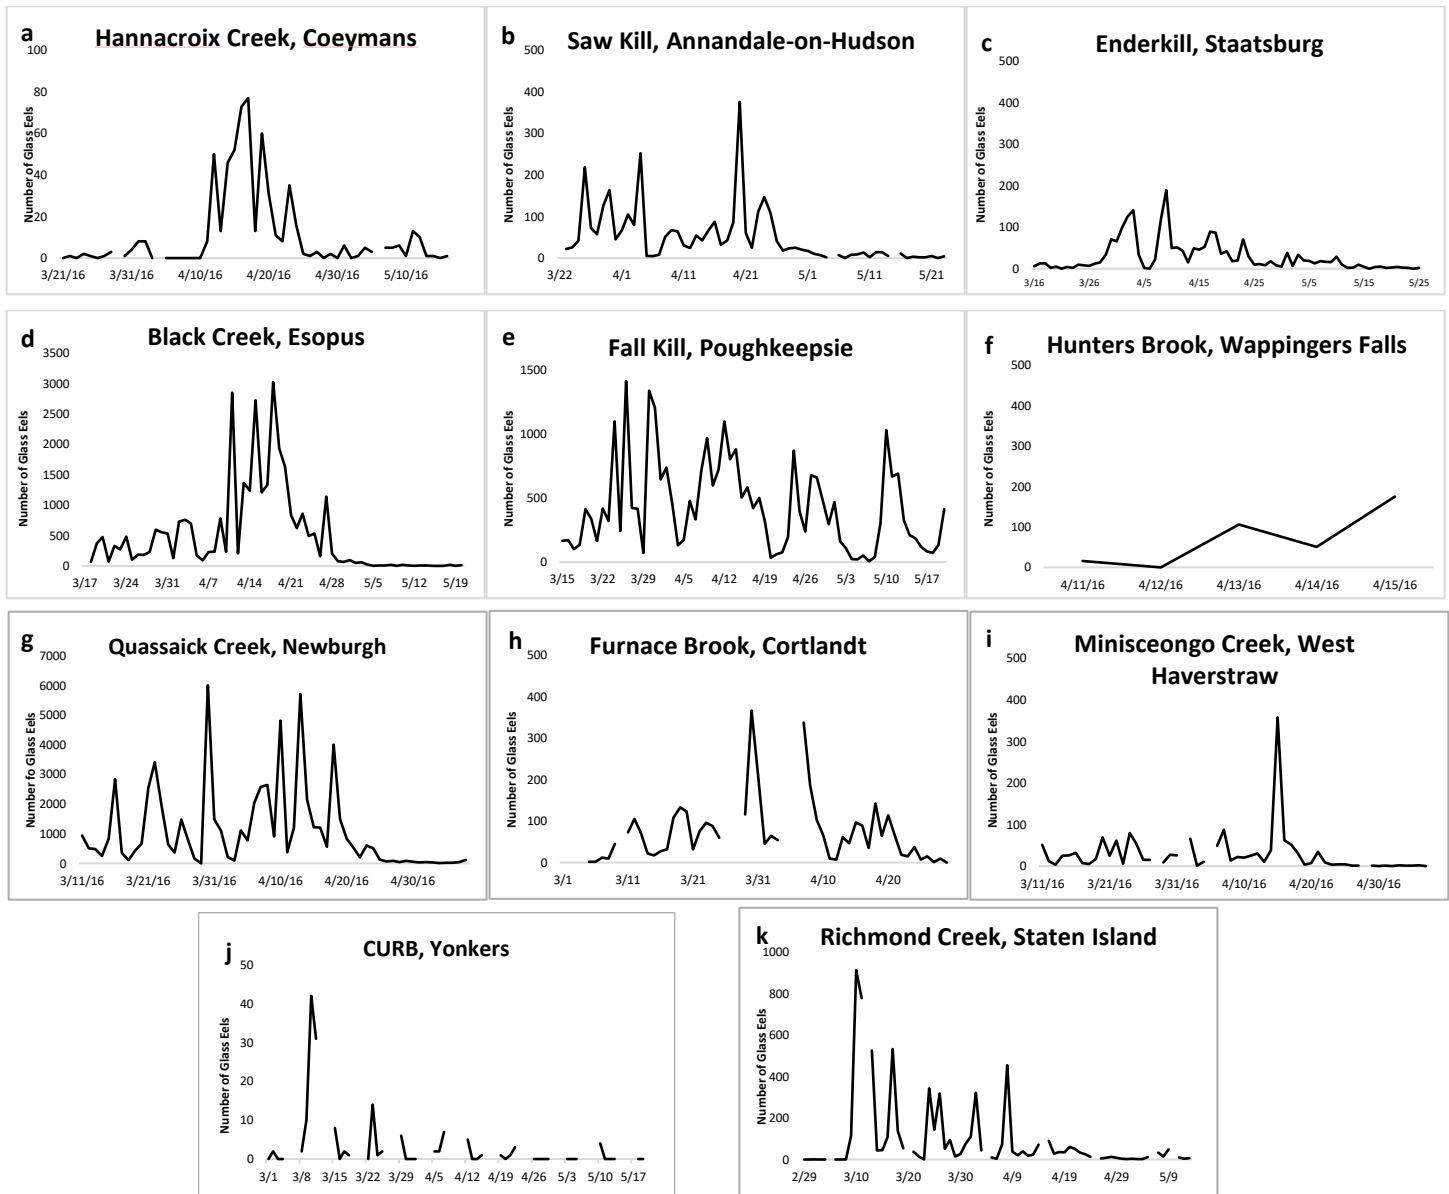 a
Hannacroix Creek, Coeymans
Number of Glass Eels
100
80
60
40
20
0
3/21/16 3/31/16 4/10/16 4/20/16 4/30/16 5/10/16
b
Saw Kill, Annandale-on-Hudson
Number of Glass Eels
500
400
300
200
100
0
3/22 4/1 4/11 4/21 5/1 5/11 5/21
c
Enderkill, Staatsburg
Number of Glass Eels
500
400
300
200
100
0
3/16 3/26 4/5 4/15 4/25 5/5 5/15 5/25
d
Black Creek, Esopus
Number of Glass Eels
3500
3000
2500
2000
1500
1000
500
0
3/17 3/24 3/31 4/7 4/14 4/21 4/28 5/5 5/12 5/19
e
Fall Kill, Poughkeepsie
Number of Glass Eels
1500
1000
500
0
3/15 3/22 3/29 4/5 4/12 4/19 4/26 5/3 5/10 5/17
f
Hunters Brook, Wappingers Falls
Number of Glass Eels
500
400
300
200
100
0
4/11/16 4/12/16 4/13/16 4/14/16 4/15/16
g
Quassaick Creek, Newburgh
Number fo Glass Eels
7000
6000
5000
4000
3000
2000
1000
0
3/11/16 3/21/16 3/31/16 4/10/16 4/20/16 4/30/16
h
Furnace Brook, Cortlandt
Number of Glass Eels
500
400
300
200
100
0
3/1 3/11 3/21 3/31 4/10 4/20
i
Minisceongo Creek, West
Haverstraw
Number of Glass Eels
500
400
300
200
100
0
3/11/16 3/21/16 3/31/16 4/10/16 4/20/16 4/30/16
j
CURB, Yonkers
Number of Glass Eels
50
40
30
20
10
0
3/1 3/8 3/15 3/22 3/29 4/5 4/12 4/19 4/26 5/3 5/10 5/17
k
Richmond Creek, Staten Island
Number of Glass Eels
1000
800
600
400
200
0
2/29 3/10 3/20 3/30 4/9 4/19 4/29 5/9